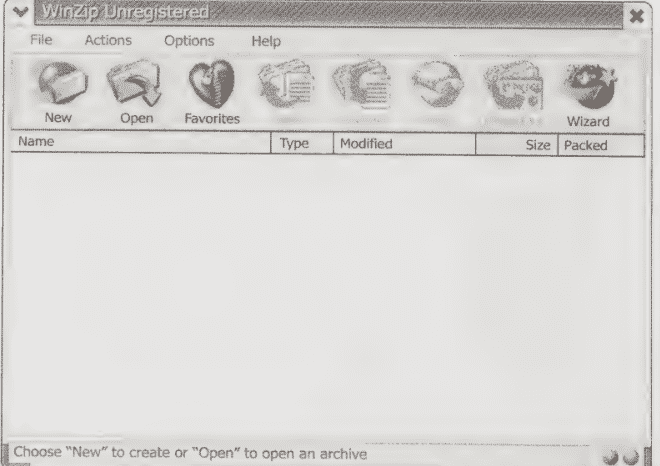 WinZip Unregistered
File Actions Options Help
New Open Favorites Wizard
Name Type Modified Size Packed
Choose "New" to create or "Open" to open an archive